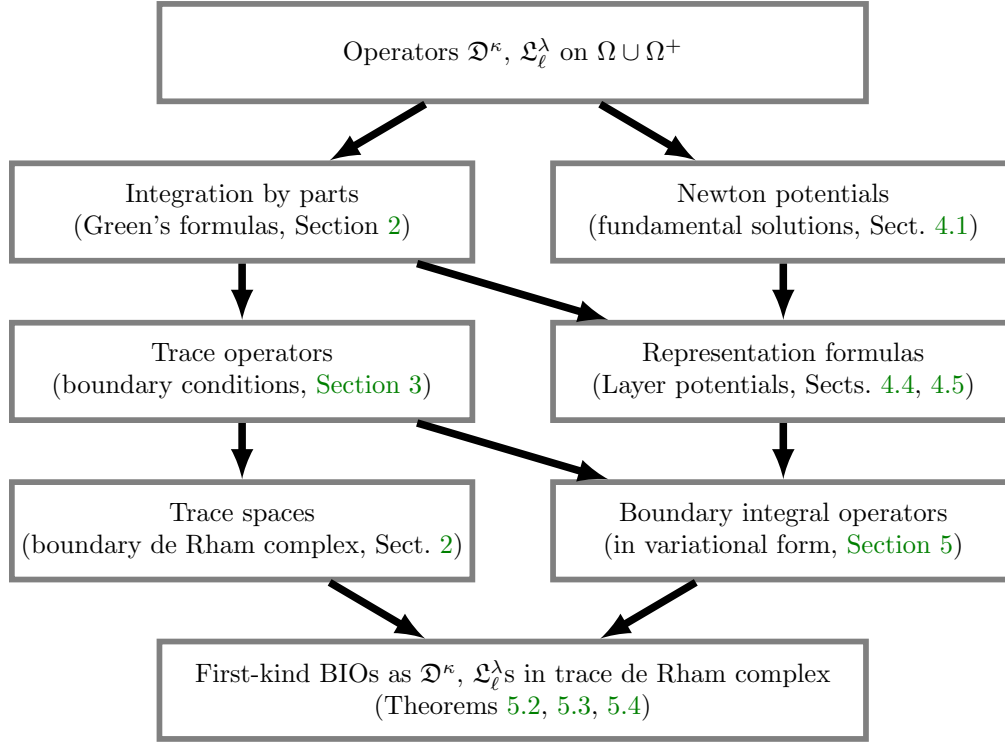 Operators 𝔇^κ, 𝔏_ℓ^λ on Ω ∪ Ω⁺
Integration by parts
(Green's formulas, Section 2)
Newton potentials
(fundamental solutions, Sect. 4.1)
Trace operators
(boundary conditions, Section 3)
Representation formulas
(Layer potentials, Sects. 4.4, 4.5)
Trace spaces
(boundary de Rham complex, Sect. 2)
Boundary integral operators
(in variational form, Section 5)
First-kind BIOs as 𝔇^κ, 𝔏_ℓ^λs in trace de Rham complex
(Theorems 5.2, 5.3, 5.4)